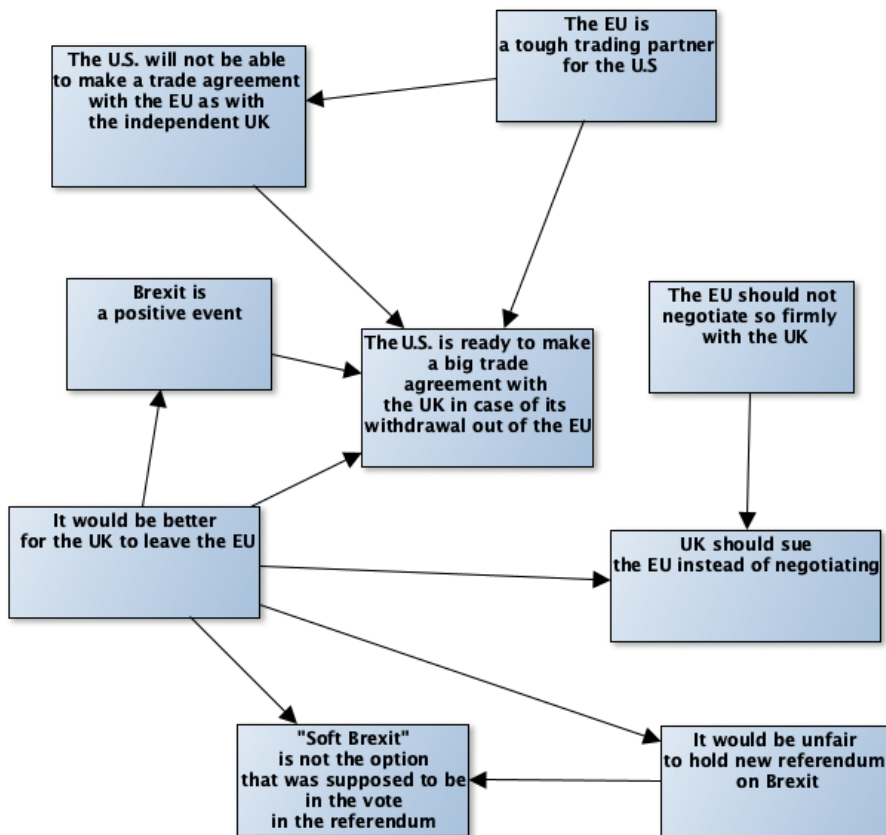 The EU is
a tough trading partner
for the U.S
The U.S. will not be able
to make a trade agreement
with the EU as with
the independent UK
Brexit is
a positive event
The EU should not
negotiate so firmly
with the UK
The U.S. is ready to make
a big trade
agreement with
the UK in case of its
withdrawal out of the EU
It would be better
for the UK to leave the EU
UK should sue
the EU instead of negotiating
"Soft Brexit"
is not the option
that was supposed to be
in the vote
in the referendum
It would be unfair
to hold new referendum
on Brexit